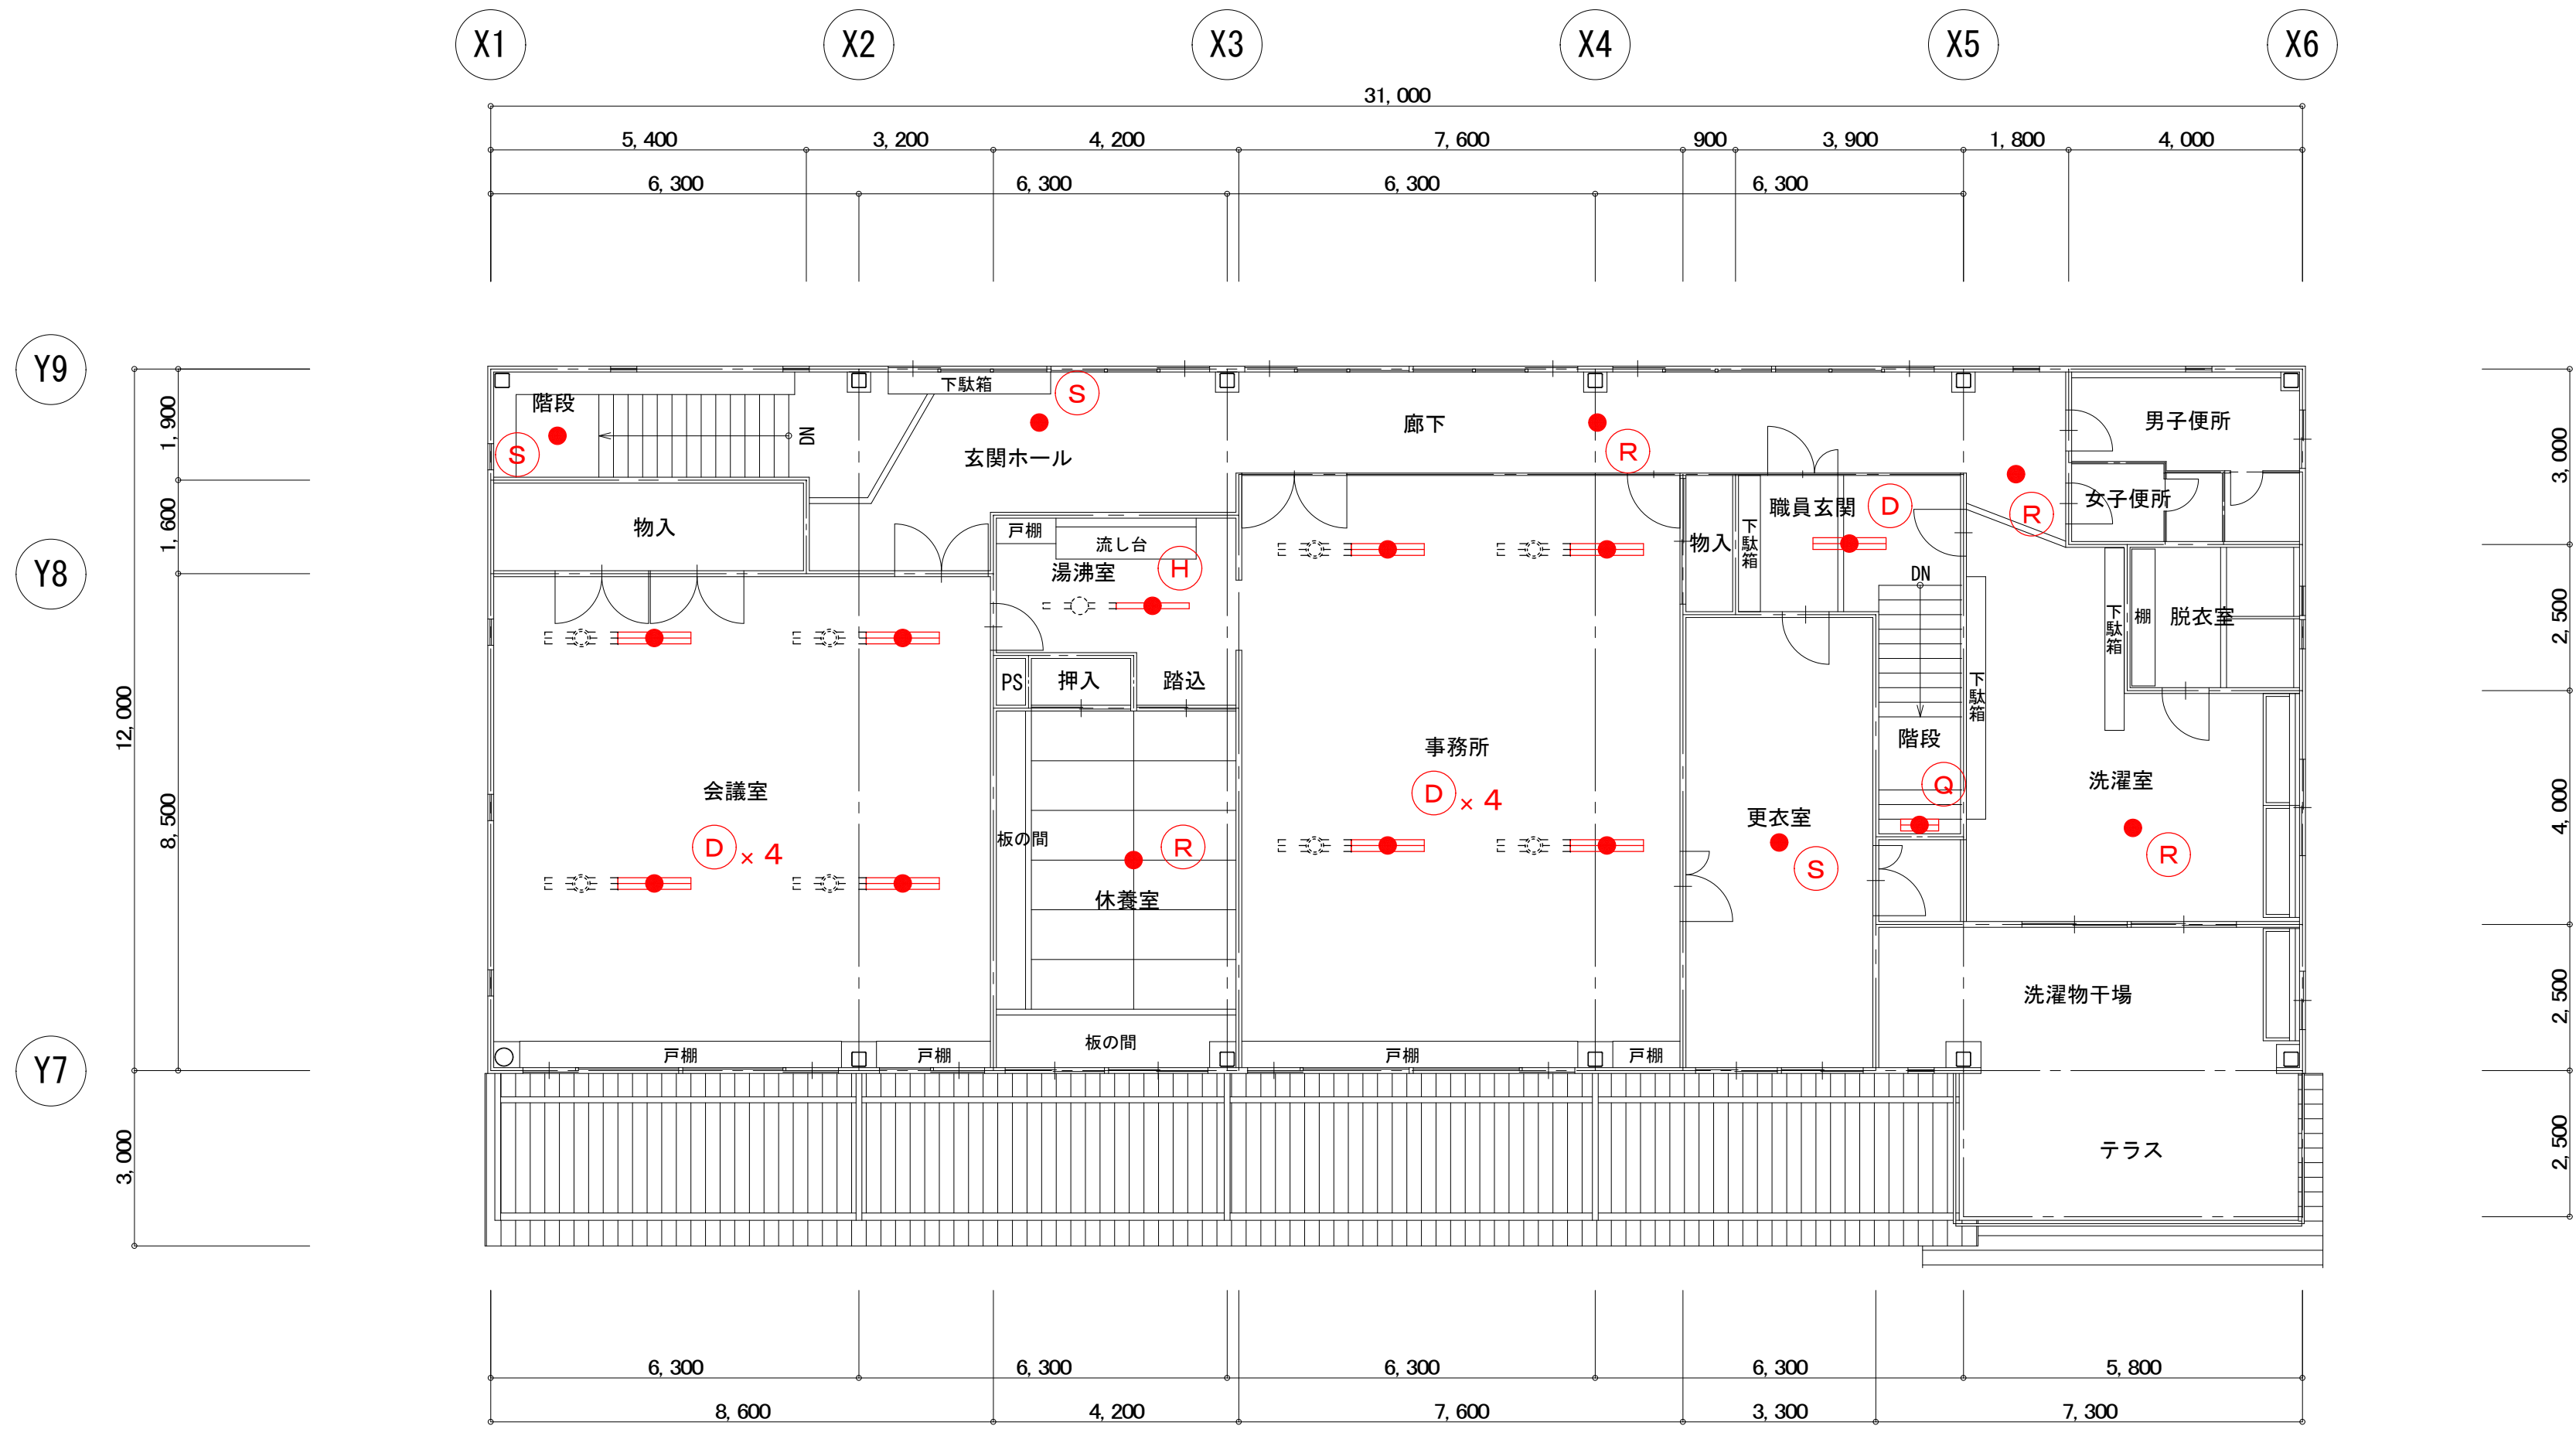 X1 X2 X3 X4 X5 X6
31,000
5,400 3,200 4,200 7,600 900 3,900 1,800 4,000
6,300 6,300 6,300 6,300
Y9
Y8
Y7
1,900
1,600
8,500
12,000
3,000
3,000
2,500
4,000
2,500
2,500
階段
S
DN
下駄箱
S
玄関ホール
廊下
R
男子便所
女子便所
R
物入
戸棚
流し台
湯沸室
H
物入
下駄箱
職員玄関
D
DN
下駄箱
棚
脱衣室
PS
押入
踏込
下駄箱
階段
Q
会議室
D × 4
板の間
R
休養室
事務所
D × 4
更衣室
S
洗濯室
R
洗濯物干場
戸棚
戸棚
板の間
戸棚
戸棚
テラス
6,300 6,300 6,300 6,300 5,800
8,600 4,200 7,600 3,300 7,300